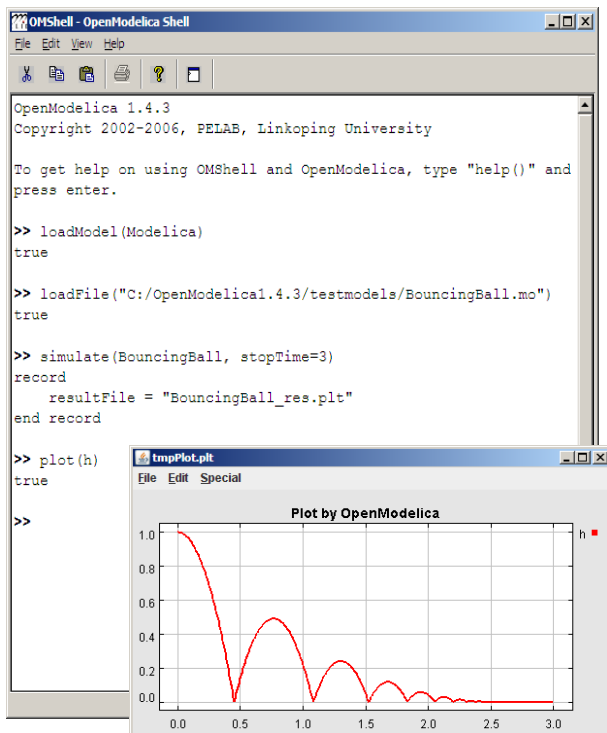 OMShell - OpenModelica Shell
File Edit View Help
OpenModelica 1.4.3
Copyright 2002-2006, PELAB, Linkoping University
To get help on using OMShell and OpenModelica, type "help()" and
press enter.
>> loadModel(Modelica)
true
>> loadFile("C:/OpenModelica1.4.3/testmodels/BouncingBall.mo")
true
>> simulate(BouncingBall, stopTime=3)
record
    resultFile = "BouncingBall_res.plt"
end record
>> plot(h)
true
>>
tmpPlot.plt
File Edit Special
Plot by OpenModelica
h
1.0
0.8
0.6
0.4
0.2
0.0
0.0 0.5 1.0 1.5 2.0 2.5 3.0